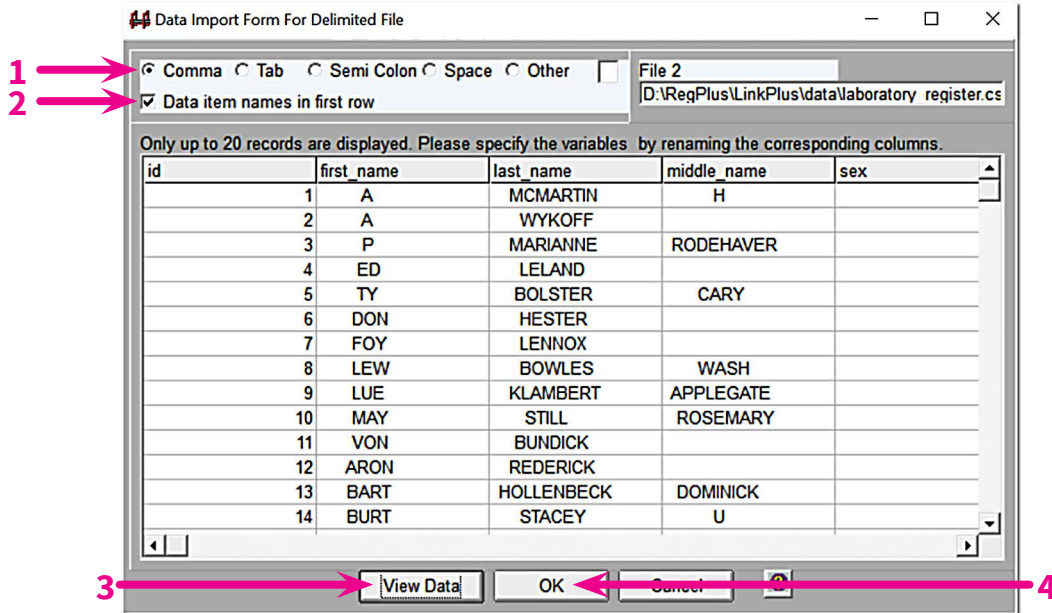 Data Import Form For Delimited File
1
Comma Tab Semi Colon Space Other
File 2
2
Data item names in first row
D:\RegPlus\LinkPlus\data\laboratory_register.cs
Only up to 20 records are displayed. Please specify the variables by renaming the corresponding columns.
id first_name last_name middle_name sex
1 A MCMARTIN H
2 A WYKOFF
3 P MARIANNE RODEHAVER
4 ED LELAND
5 TY BOLSTER CARY
6 DON HESTER
7 FOY LENNOX
8 LEW BOWLES WASH
9 LUE KLAMBERT APPLEGATE
10 MAY STILL ROSEMARY
11 VON BUNDICK
12 ARON REDERICK
13 BART HOLLENBECK DOMINICK
14 BURT STACEY U
3 View Data OK Cancel 4